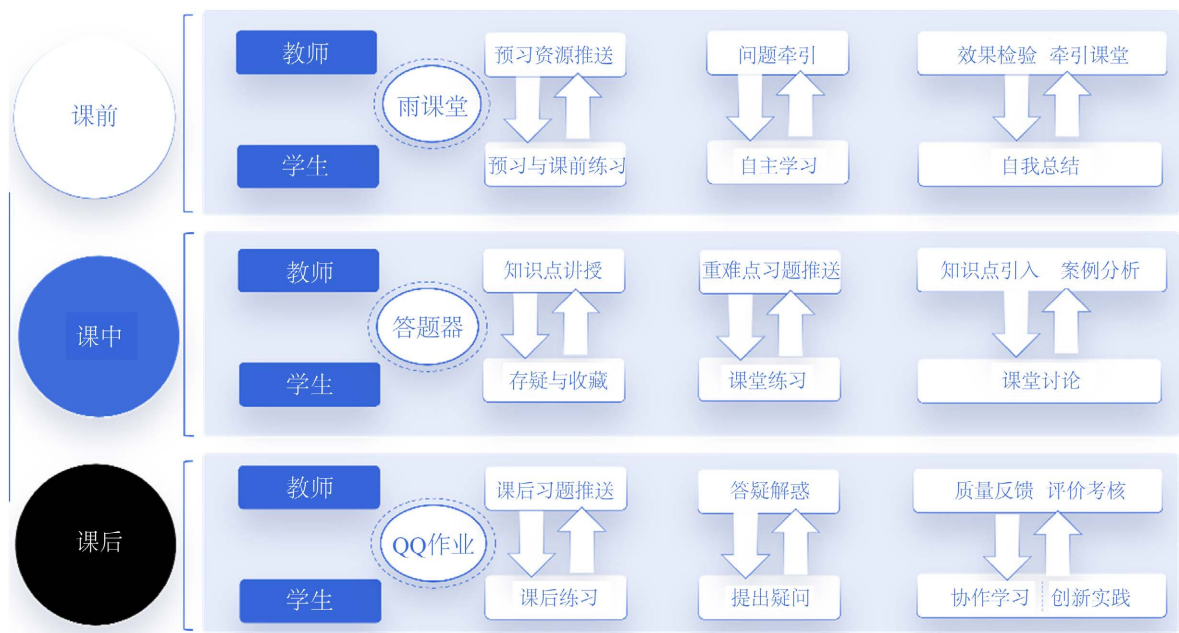 教师
预习资源推送
问题牵引
效果检验 牵引课堂
课前
雨课堂
学生
预习与课前练习
自主学习
自我总结
教师
知识点讲授
重难点习题推送
知识点引入 案例分析
课中
答题器
学生
存疑与收藏
课堂练习
课堂讨论
教师
课后习题推送
答疑解惑
质量反馈 评价考核
课后
QQ作业
学生
课后练习
提出疑问
协作学习 创新实践